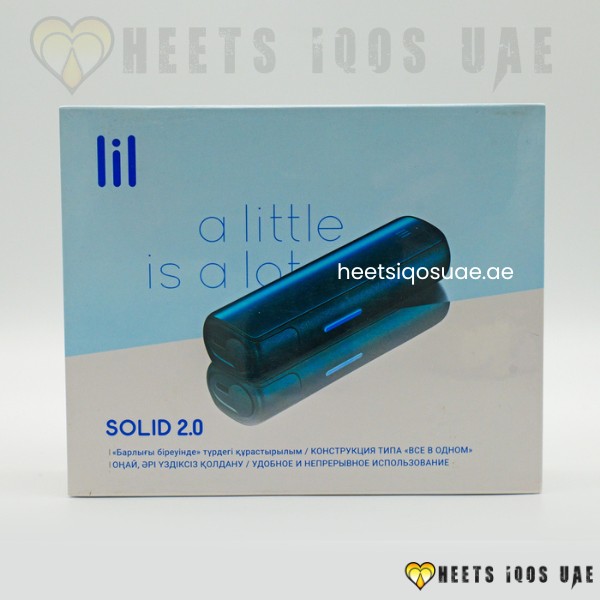 HEETS iQOS UAE
lil
a little
is a lot
heetsiqosuae.ae
SOLID 2.0
«Барлығы біреуінде» түрдегі құрастырылым / КОНСТРУКЦИЯ ТИПА «ВСЕ В ОДНОМ»
ОҢАЙ, ӘРІ ҮЗДІКСІЗ ҚОЛДАНУ / УДОБНОЕ И НЕПРЕРЫВНОЕ ИСПОЛЬЗОВАНИЕ
HEETS iQOS UAE